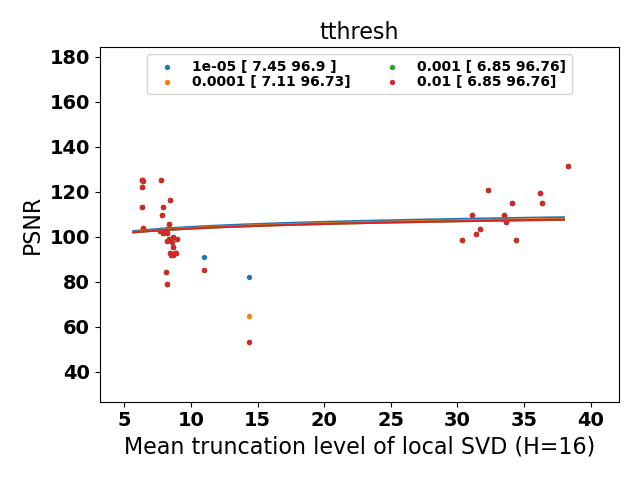 tthresh
1e-05 [ 7.45 96.9 ]
0.0001 [ 7.11 96.73]
0.001 [ 6.85 96.76]
0.01 [ 6.85 96.76]
PSNR
180
160
140
120
100
80
60
40
5 10 15 20 25 30 35 40
Mean truncation level of local SVD (H=16)